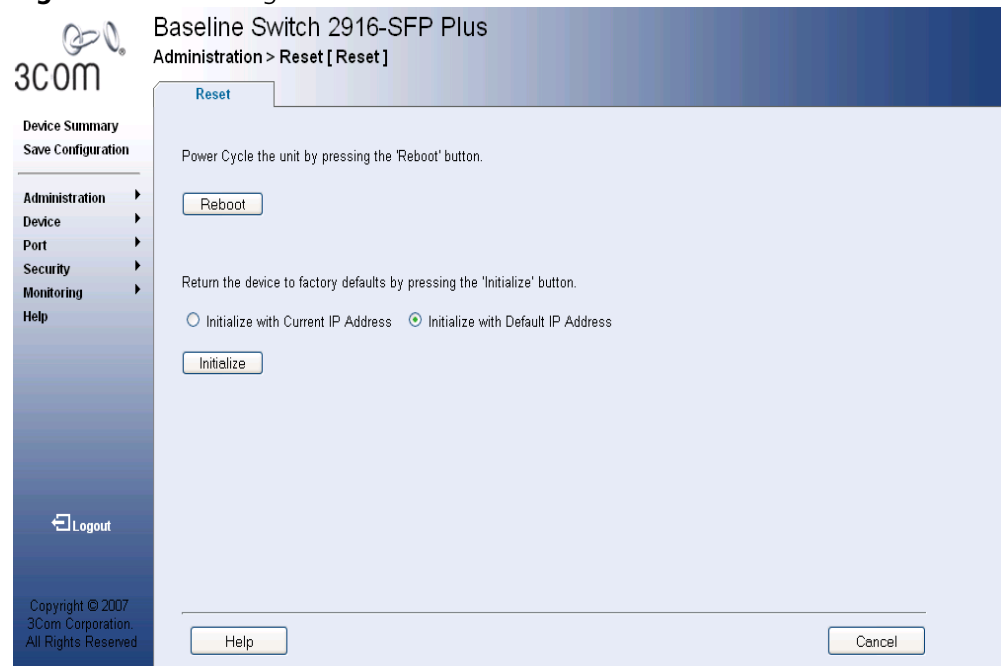 Baseline Switch 2916-SFP Plus
Administration > Reset [ Reset ]
3COM
Reset
Device Summary
Save Configuration
Administration
Device
Port
Security
Monitoring
Help
Logout
Copyright © 2007
3Com Corporation.
All Rights Reserved
Power Cycle the unit by pressing the 'Reboot' button.
Reboot
Return the device to factory defaults by pressing the 'Initialize' button.
Initialize with Current IP Address Initialize with Default IP Address
Initialize
Help Cancel